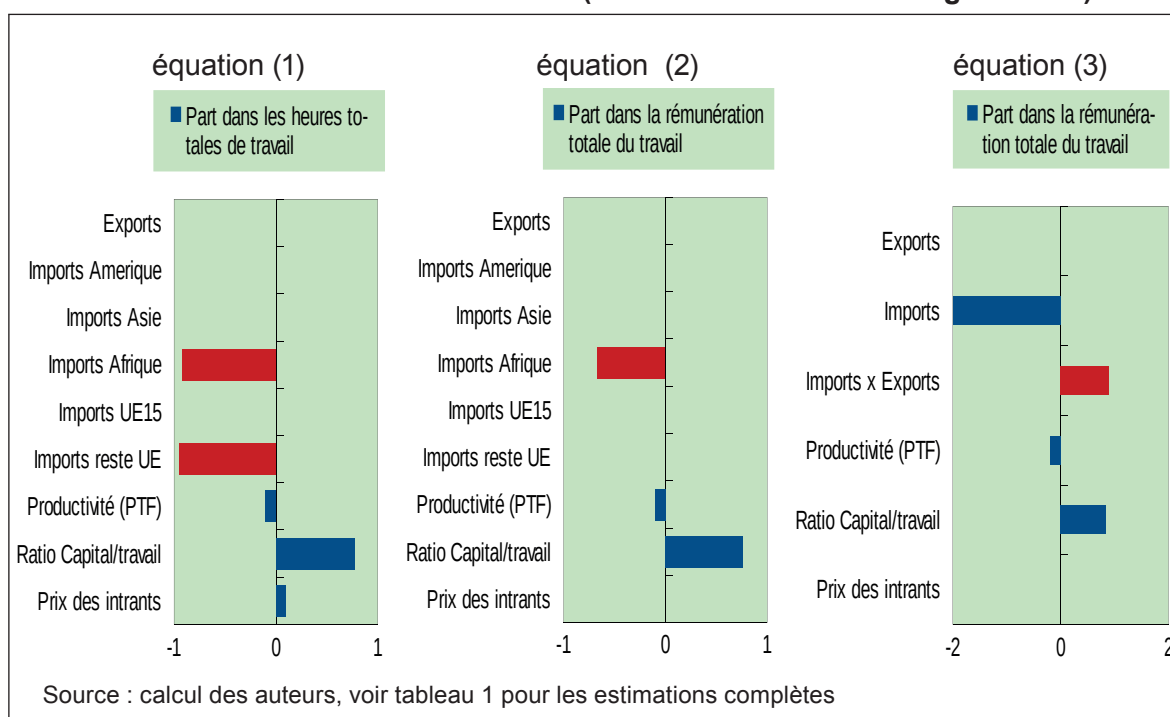 équation (1)
Part dans les heures to-
tales de travail
Exports
Imports Amerique
Imports Asie
Imports Afrique
Imports UE15
Imports reste UE
Productivité (PTF)
Ratio Capital/travail
Prix des intrants
-1 0 1
équation (2)
Part dans la rémunération
totale du travail
Exports
Imports Amerique
Imports Asie
Imports Afrique
Imports UE15
Imports reste UE
Productivité (PTF)
Ratio Capital/travail
Prix des intrants
-1 0 1
équation (3)
Part dans la rémunéra-
tion totale du travail
Exports
Imports
Imports x Exports
Productivité (PTF)
Ratio Capital/travail
Prix des intrants
-2 0 2
Source : calcul des auteurs, voir tableau 1 pour les estimations complètes